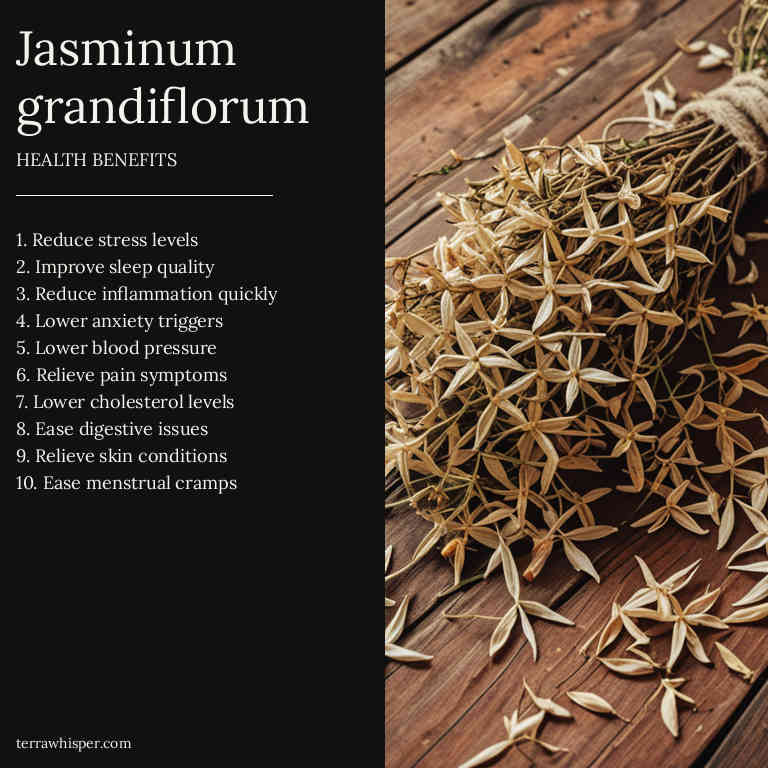 Jasminum
grandiflorum
HEALTH BENEFITS
1. Reduce stress levels
2. Improve sleep quality
3. Reduce inflammation quickly
4. Lower anxiety triggers
5. Lower blood pressure
6. Relieve pain symptoms
7. Lower cholesterol levels
8. Ease digestive issues
9. Relieve skin conditions
10. Ease menstrual cramps
terrawhisper.com